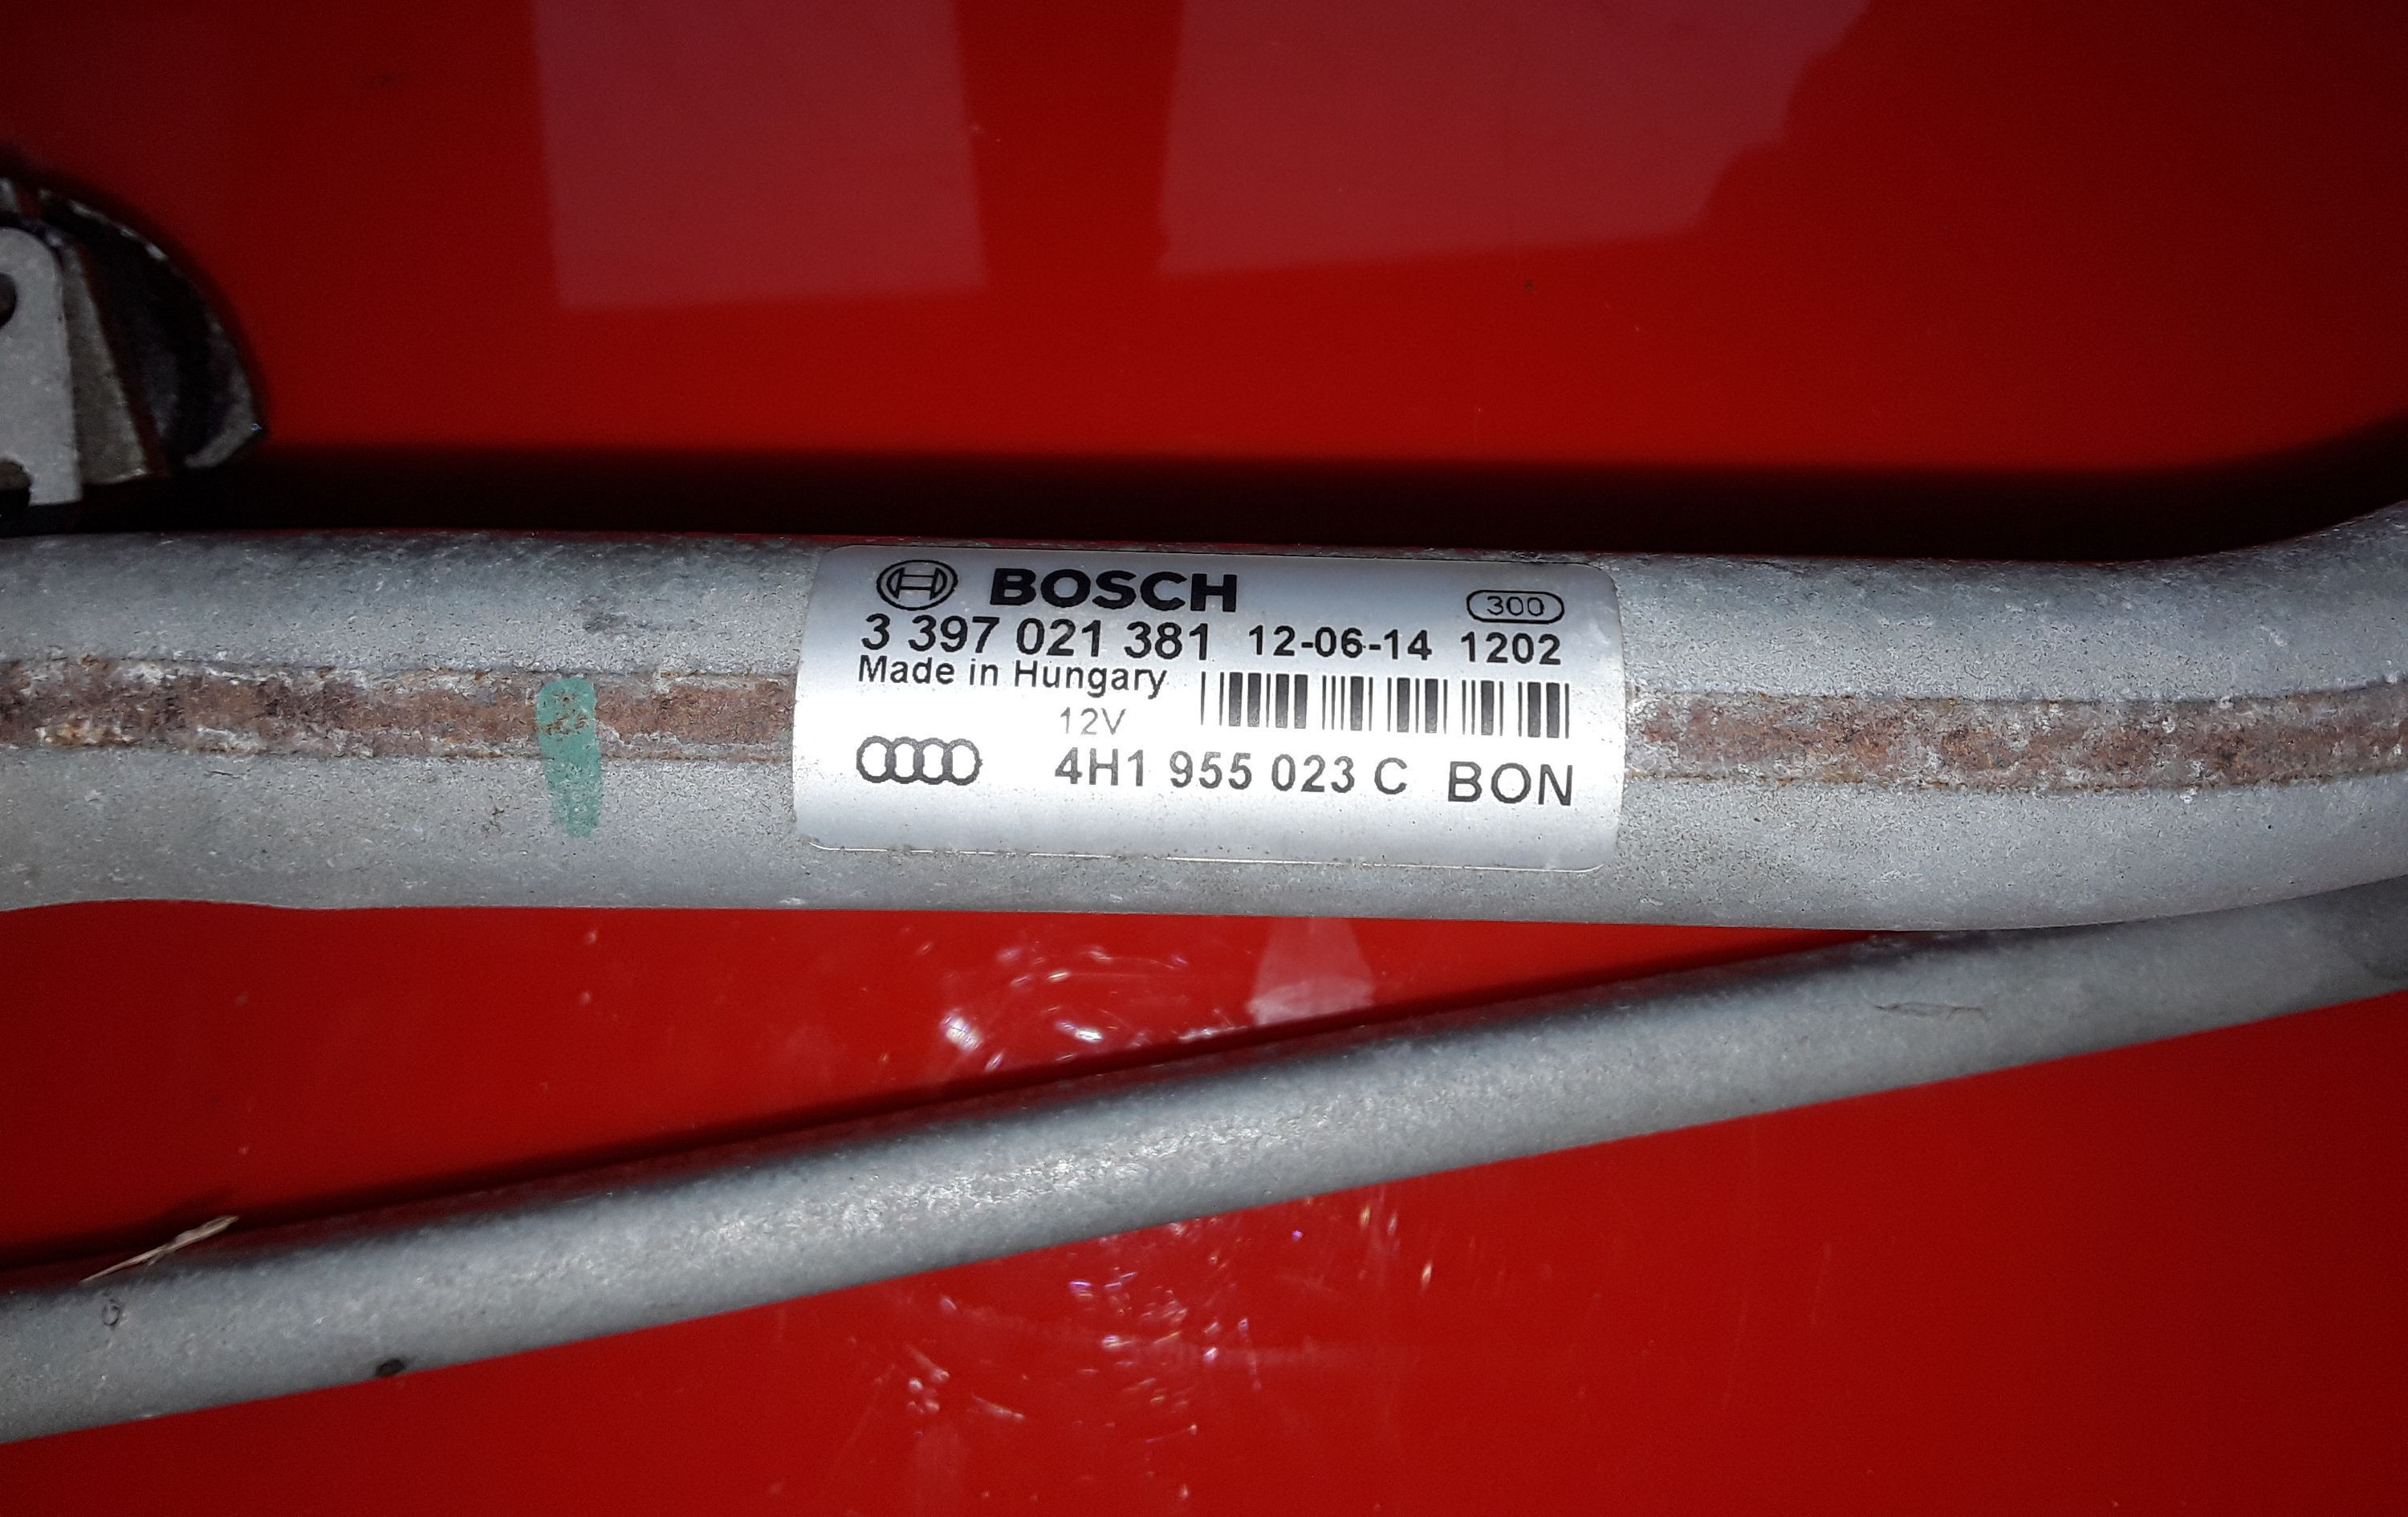 BOSCH 300
3 397 021 381 12-06-14 1202
Made in Hungary
12V
4H1 955 023 C BON